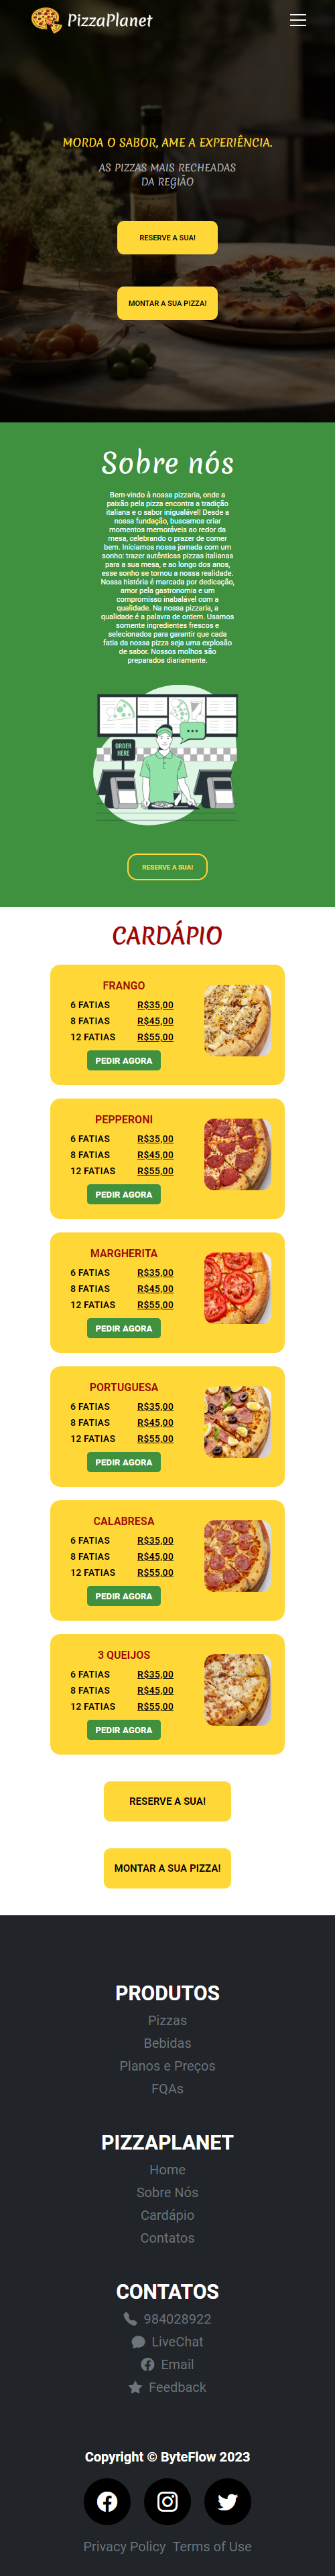 PizzaPlanet
MORDA O SABOR, AME A EXPERIÊNCIA.
AS PIZZAS MAIS RECHEADAS
DA REGIÃO
RESERVE A SUA!
MONTAR A SUA PIZZA!
Sobre nós
Bem-vindo à nossa pizzaria, onde a
paixão pela pizza encontra a tradição
italiana e o sabor inigualável! Desde a
nossa fundação, buscamos criar
momentos memoráveis ao redor da
mesa, celebrando o prazer de comer
bem. Iniciamos nossa jornada com um
sonho: trazer autênticas pizzas italianas
para a sua mesa, e ao longo dos anos,
esse sonho se tornou a nossa realidade.
Nossa história é marcada por dedicação,
amor pela gastronomia e um
compromisso inabalável com a
qualidade. Na nossa pizzaria, a
qualidade é a palavra de ordem. Usamos
somente ingredientes frescos e
selecionados para garantir que cada
fatia da nossa pizza seja uma explosão
de sabor. Nossos molhos são
preparados diariamente.
ORDER
HERE
RESERVE A SUA!
CARDÁPIO
FRANGO
6 FATIAS R$35,00
8 FATIAS R$45,00
12 FATIAS R$55,00
PEDIR AGORA
PEPPERONI
6 FATIAS R$35,00
8 FATIAS R$45,00
12 FATIAS R$55,00
PEDIR AGORA
MARGHERITA
6 FATIAS R$35,00
8 FATIAS R$45,00
12 FATIAS R$55,00
PEDIR AGORA
PORTUGUESA
6 FATIAS R$35,00
8 FATIAS R$45,00
12 FATIAS R$55,00
PEDIR AGORA
CALABRESA
6 FATIAS R$35,00
8 FATIAS R$45,00
12 FATIAS R$55,00
PEDIR AGORA
3 QUEIJOS
6 FATIAS R$35,00
8 FATIAS R$45,00
12 FATIAS R$55,00
PEDIR AGORA
RESERVE A SUA!
MONTAR A SUA PIZZA!
PRODUTOS
Pizzas
Bebidas
Planos e Preços
FQAs
PIZZAPLANET
Home
Sobre Nós
Cardápio
Contatos
CONTATOS
984028922
LiveChat
Email
Feedback
Copyright © ByteFlow 2023
Privacy Policy Terms of Use